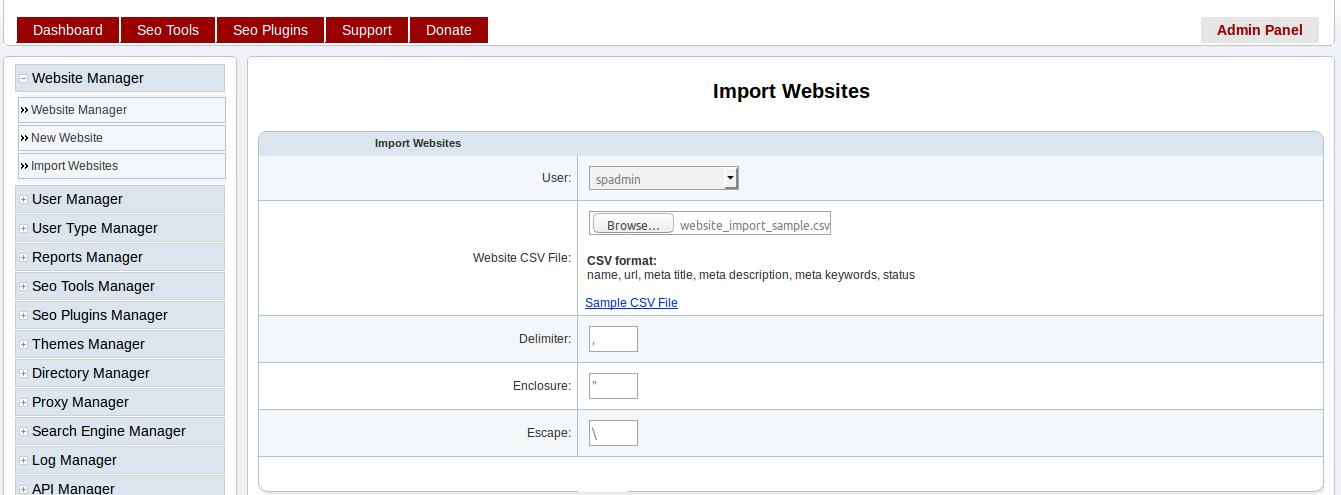 Dashboard Seo Tools Seo Plugins Support Donate Admin Panel
Website Manager
Website Manager
New Website
Import Websites
User Manager
User Type Manager
Reports Manager
Seo Tools Manager
Seo Plugins Manager
Themes Manager
Directory Manager
Proxy Manager
Search Engine Manager
Log Manager
API Manager
Import Websites
Import Websites
User: spadmin
Browse... website_import_sample.csv
Website CSV File:
CSV format:
name, url, meta title, meta description, meta keywords, status
Sample CSV File
Delimiter: ,
Enclosure: "
Escape: \